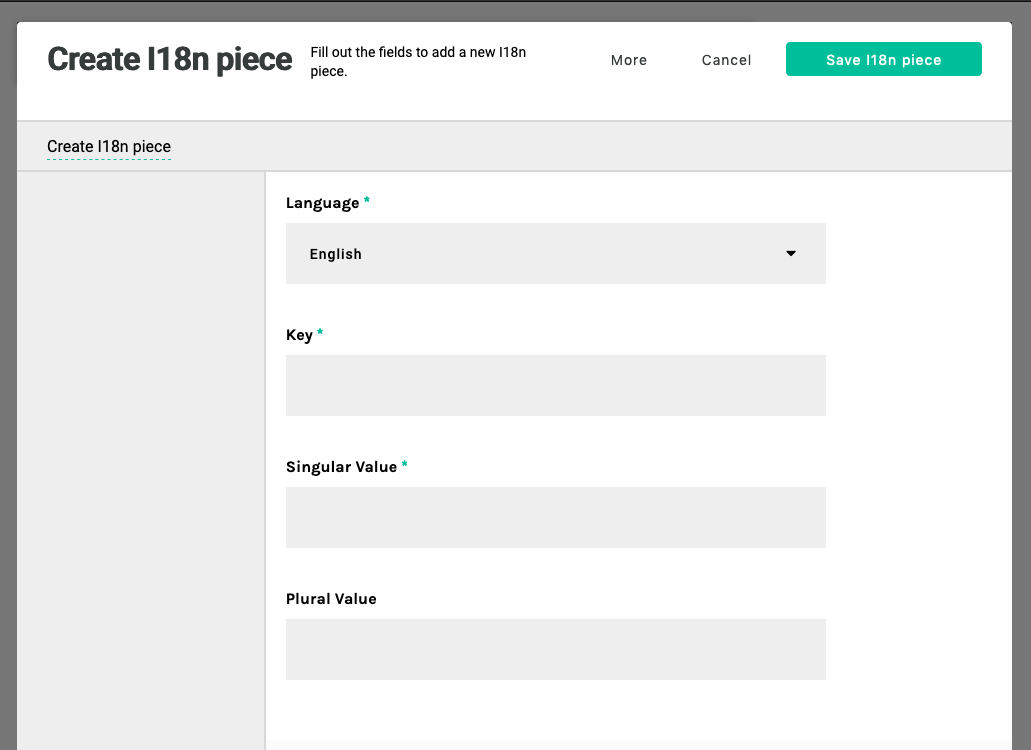 Create I18n piece
Fill out the fields to add a new I18n
piece.
More
Cancel
Save I18n piece
Create I18n piece
Language *
English
Key *
Singular Value *
Plural Value